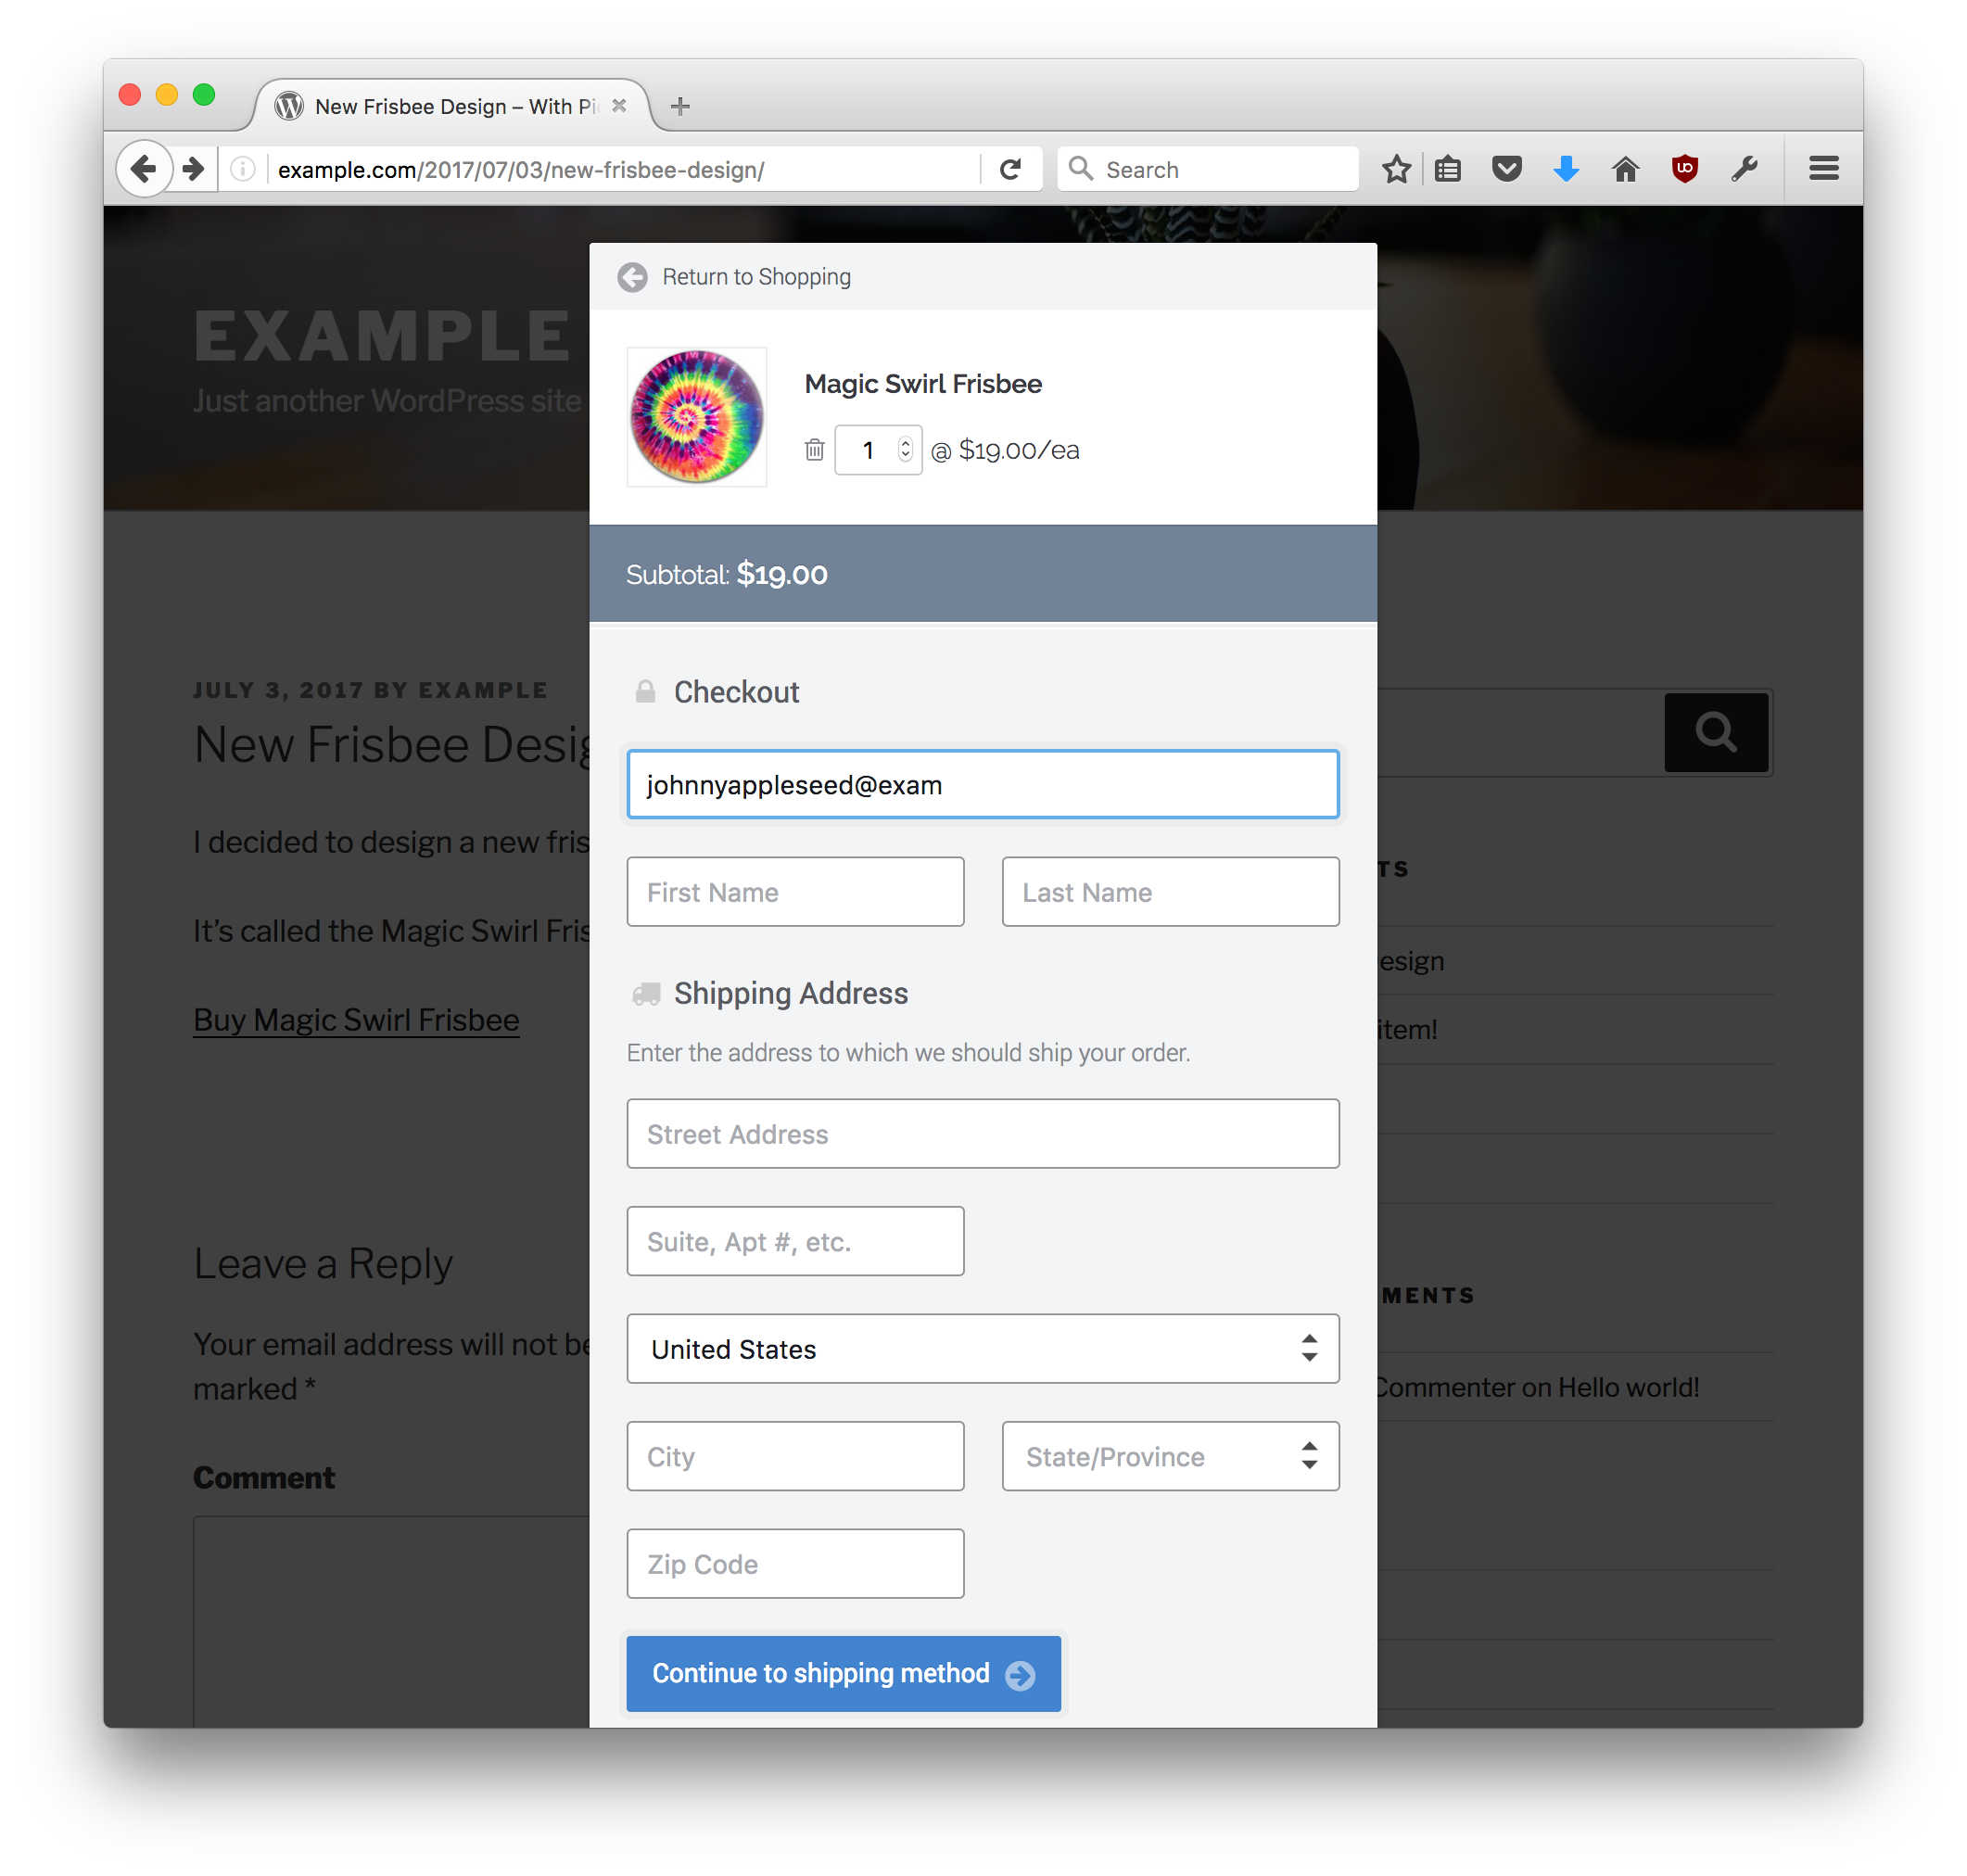 New Frisbee Design – With Pi
example.com/2017/07/03/new-frisbee-design/
Search
Return to Shopping
EXAMPLE
Just another WordPress site
Magic Swirl Frisbee
1 @ $19.00/ea
Subtotal: $19.00
JULY 3, 2017 BY EXAMPLE
New Frisbee Desig
I decided to design a new fris
It’s called the Magic Swirl Fris
Buy Magic Swirl Frisbee
Leave a Reply
Your email address will not be
marked *
Comment
Checkout
johnnyappleseed@exam
First Name
Last Name
Shipping Address
Enter the address to which we should ship your order.
Street Address
Suite, Apt #, etc.
United States
City
State/Province
Zip Code
Continue to shipping method
TS
esign
item!
MENTS
Commenter on Hello world!